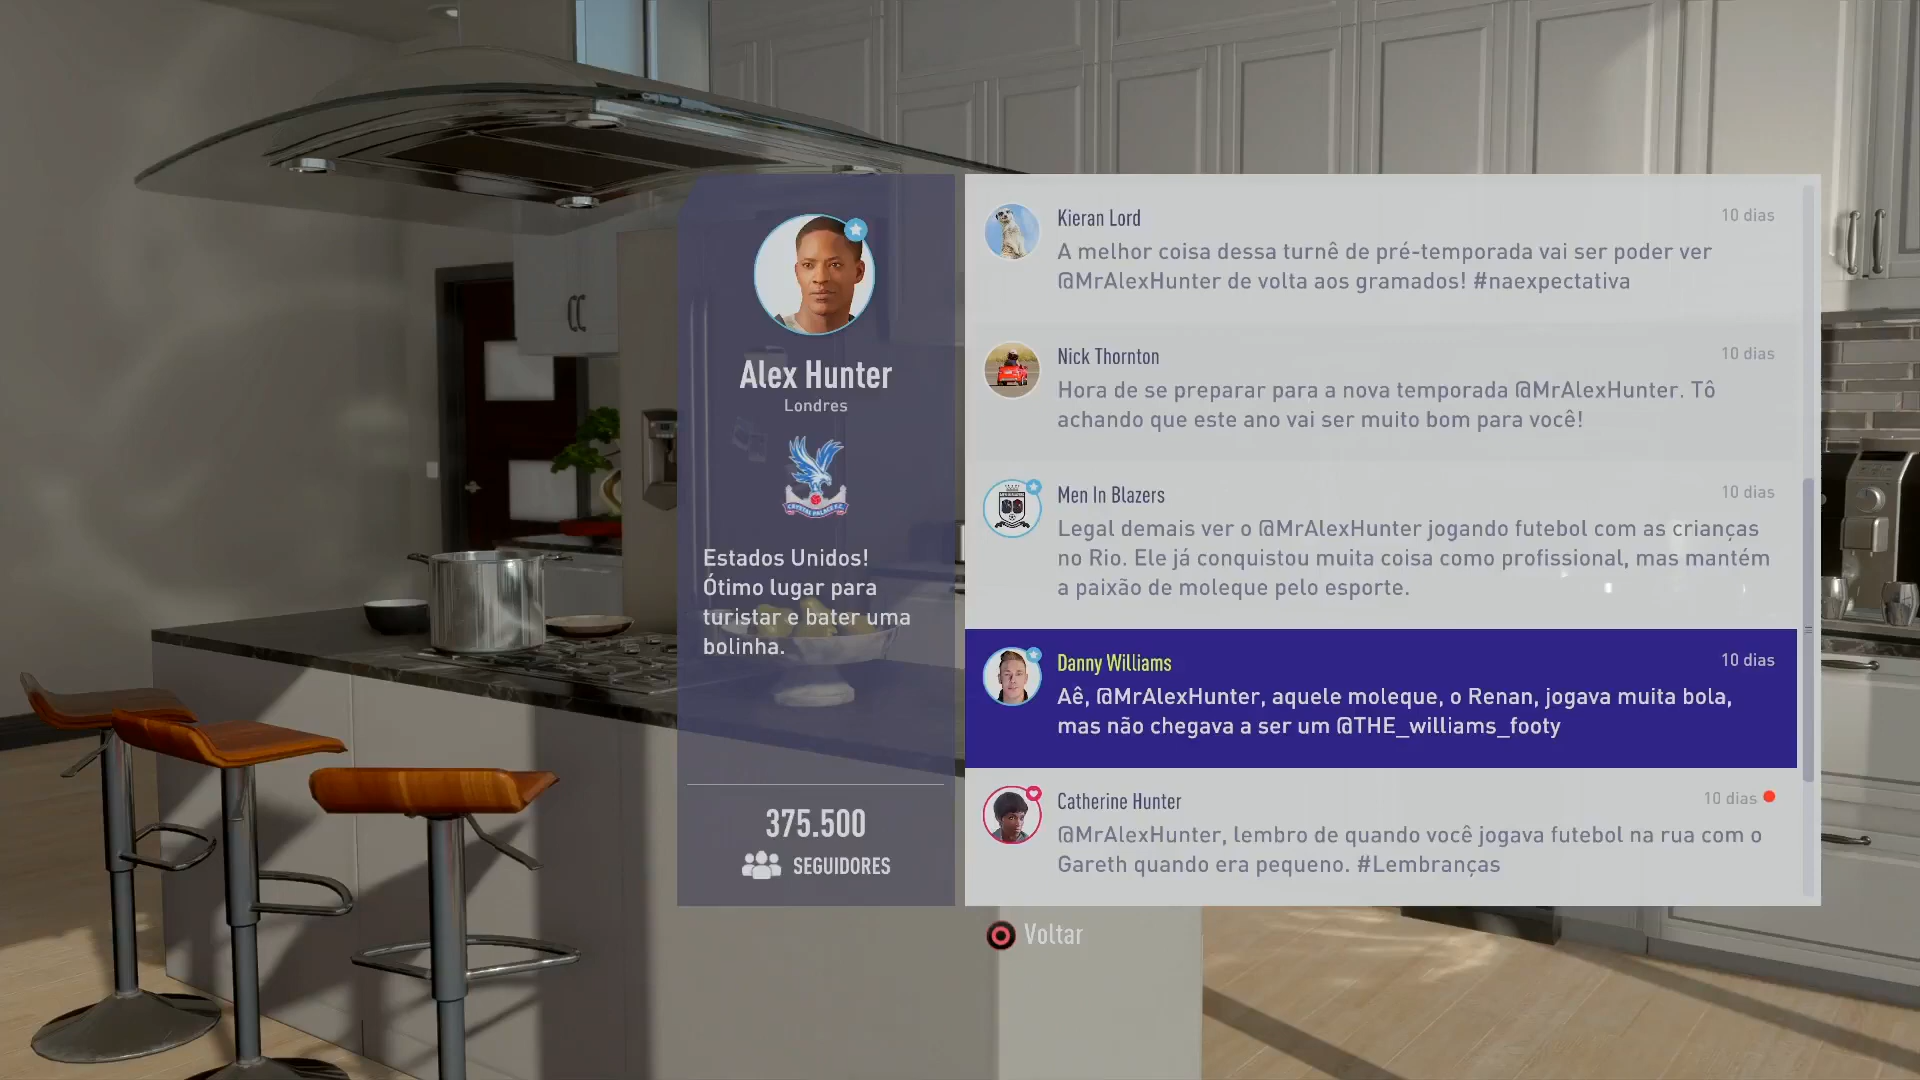 Alex Hunter
Londres
CRYSTAL PALACE F.C.
Estados Unidos!
Ótimo lugar para
turistar e bater uma
bolinha.
375.500
SEGUIDORES
Kieran Lord
10 dias
A melhor coisa dessa turnê de pré-temporada vai ser poder ver
@MrAlexHunter de volta aos gramados! #naexpectativa
Nick Thornton
10 dias
Hora de se preparar para a nova temporada @MrAlexHunter. Tô
achando que este ano vai ser muito bom para você!
Men In Blazers
10 dias
Legal demais ver o @MrAlexHunter jogando futebol com as crianças
no Rio. Ele já conquistou muita coisa como profissional, mas mantém
a paixão de moleque pelo esporte.
Danny Williams
10 dias
Aê, @MrAlexHunter, aquele moleque, o Renan, jogava muita bola,
mas não chegava a ser um @THE_williams_footy
Catherine Hunter
10 dias
@MrAlexHunter, lembro de quando você jogava futebol na rua com o
Gareth quando era pequeno. #Lembranças
Voltar